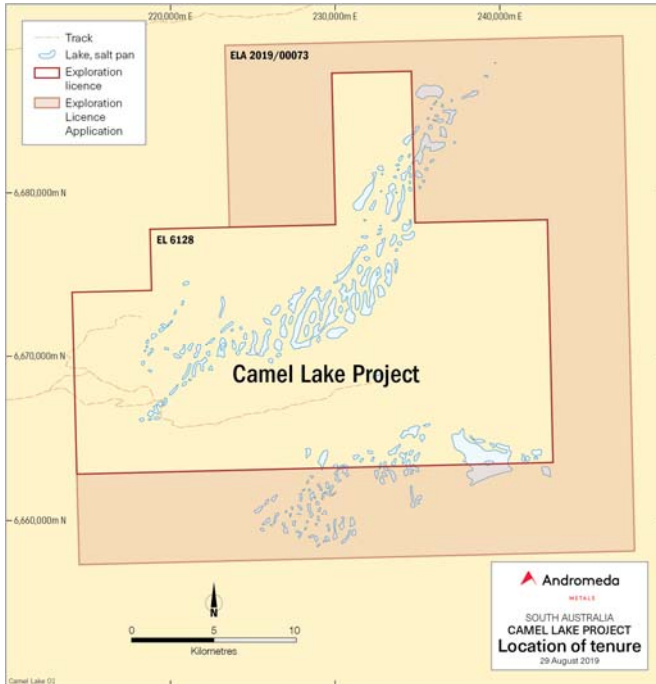 220,000m E
230,000m E
240,000m E
Track
Lake, salt pan
Exploration
licence
Exploration
Licence
Application
ELA 2019/00073
6,680,000m N
EL 6128
6,670,000m N
Camel Lake Project
6,660,000m N
N
0
5
10
Kilometres
Andromeda
METALS
SOUTH AUSTRALIA
CAMEL LAKE PROJECT
Location of tenure
29 August 2019
Camel Lake 01